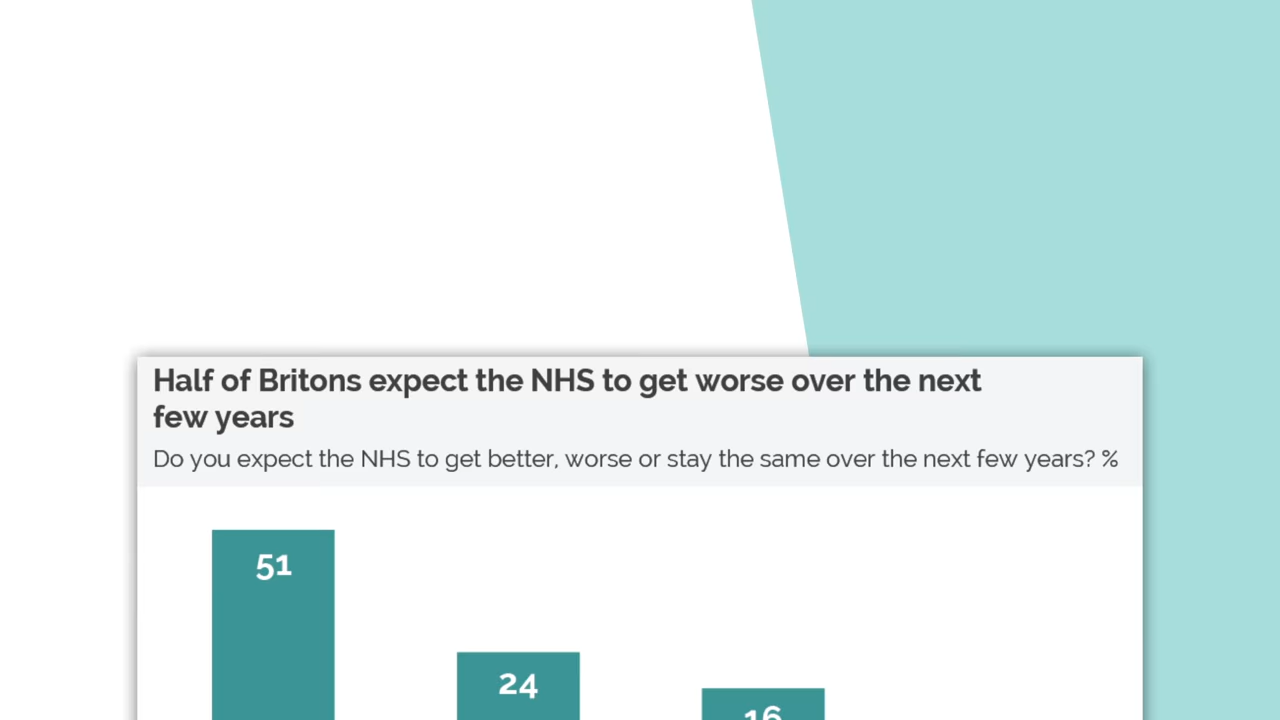 Half of Britons expect the NHS to get worse over the next
few years
Do you expect the NHS to get better, worse or stay the same over the next few years? %
51
24
16